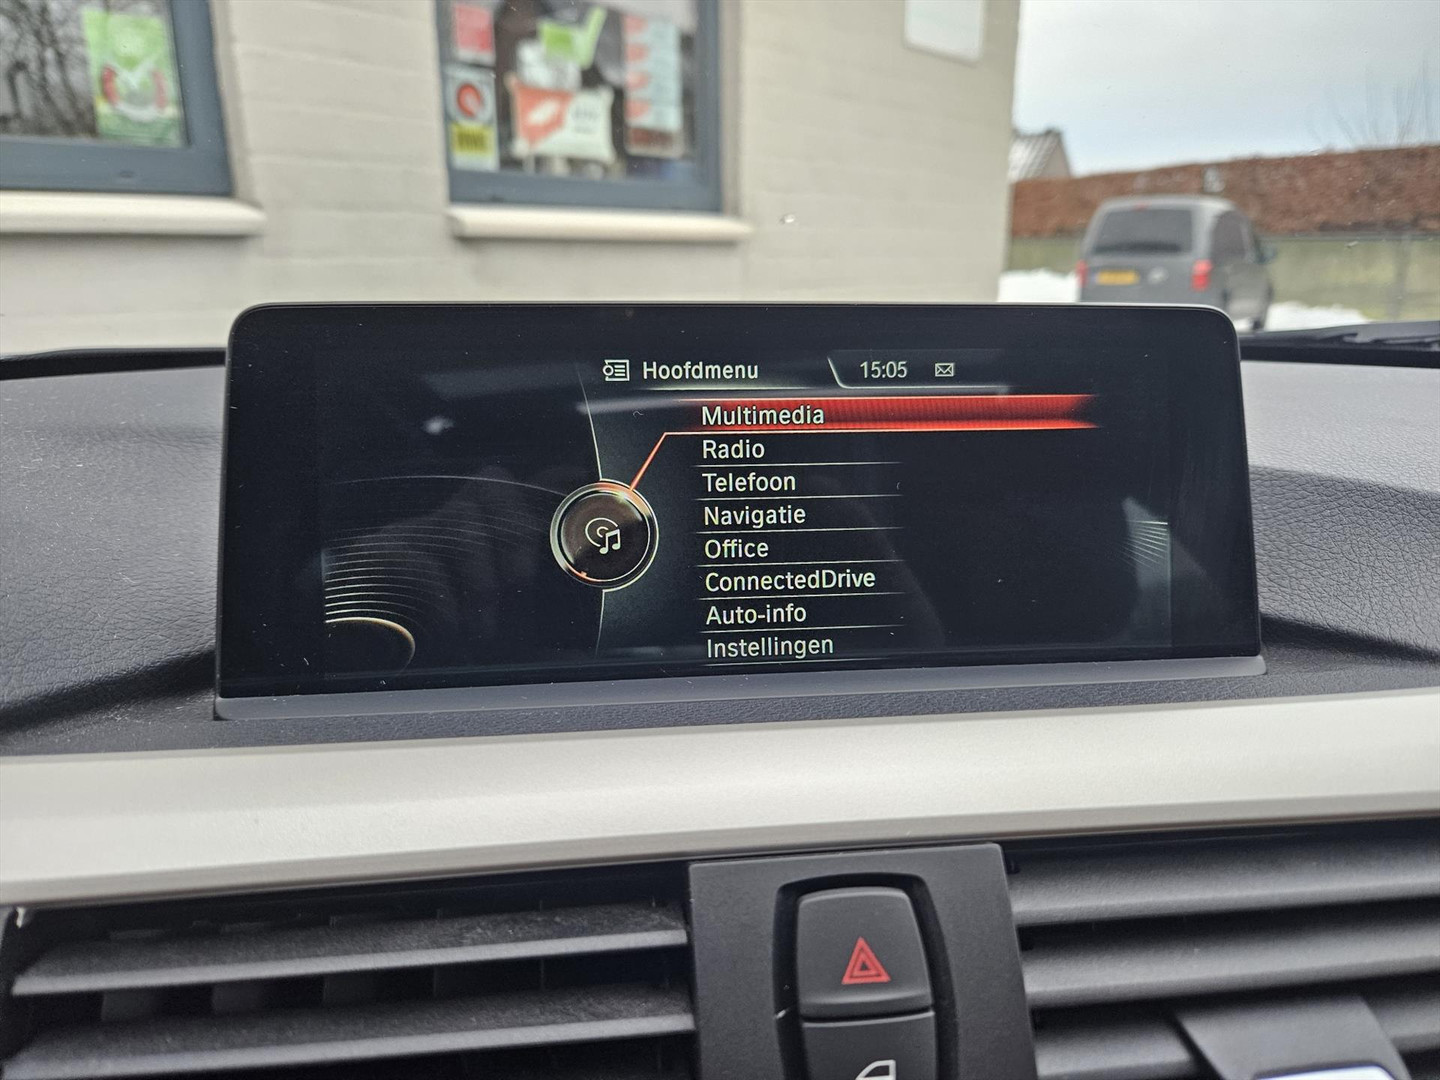 Hoofdmenu 15:05
Multimedia
Radio
Telefoon
Navigatie
Office
ConnectedDrive
Auto-info
Instellingen